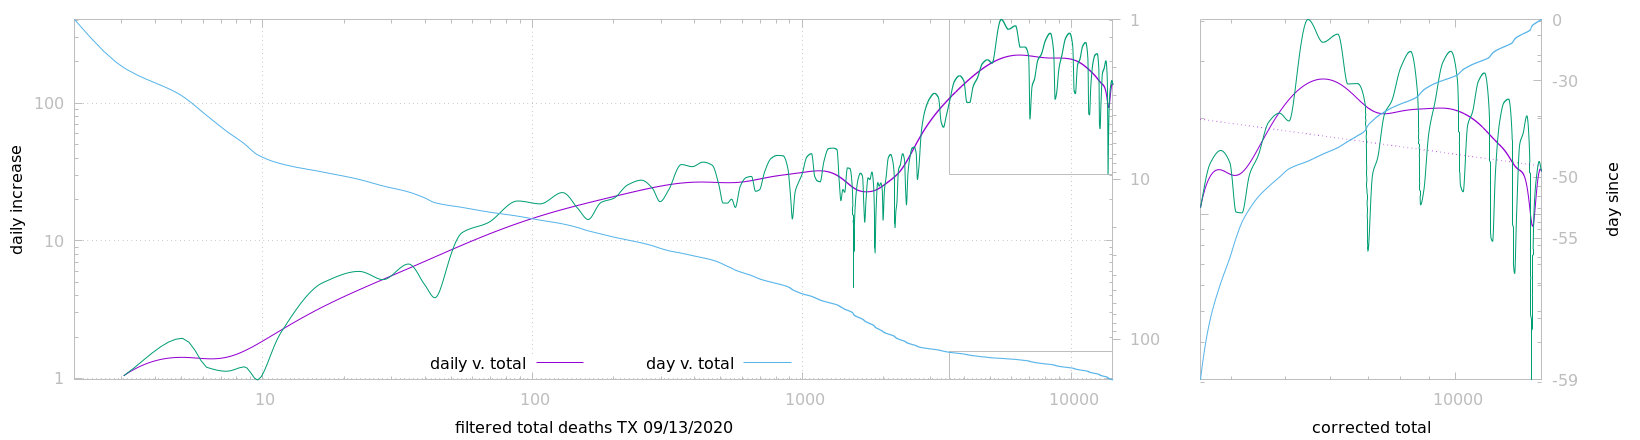 daily increase
100
10
1
10
100
1000
10000
1
10
100
daily v. total
day v. total
filtered total deaths TX 09/13/2020
0
-30
-50
-55
-59
day since
10000
corrected total